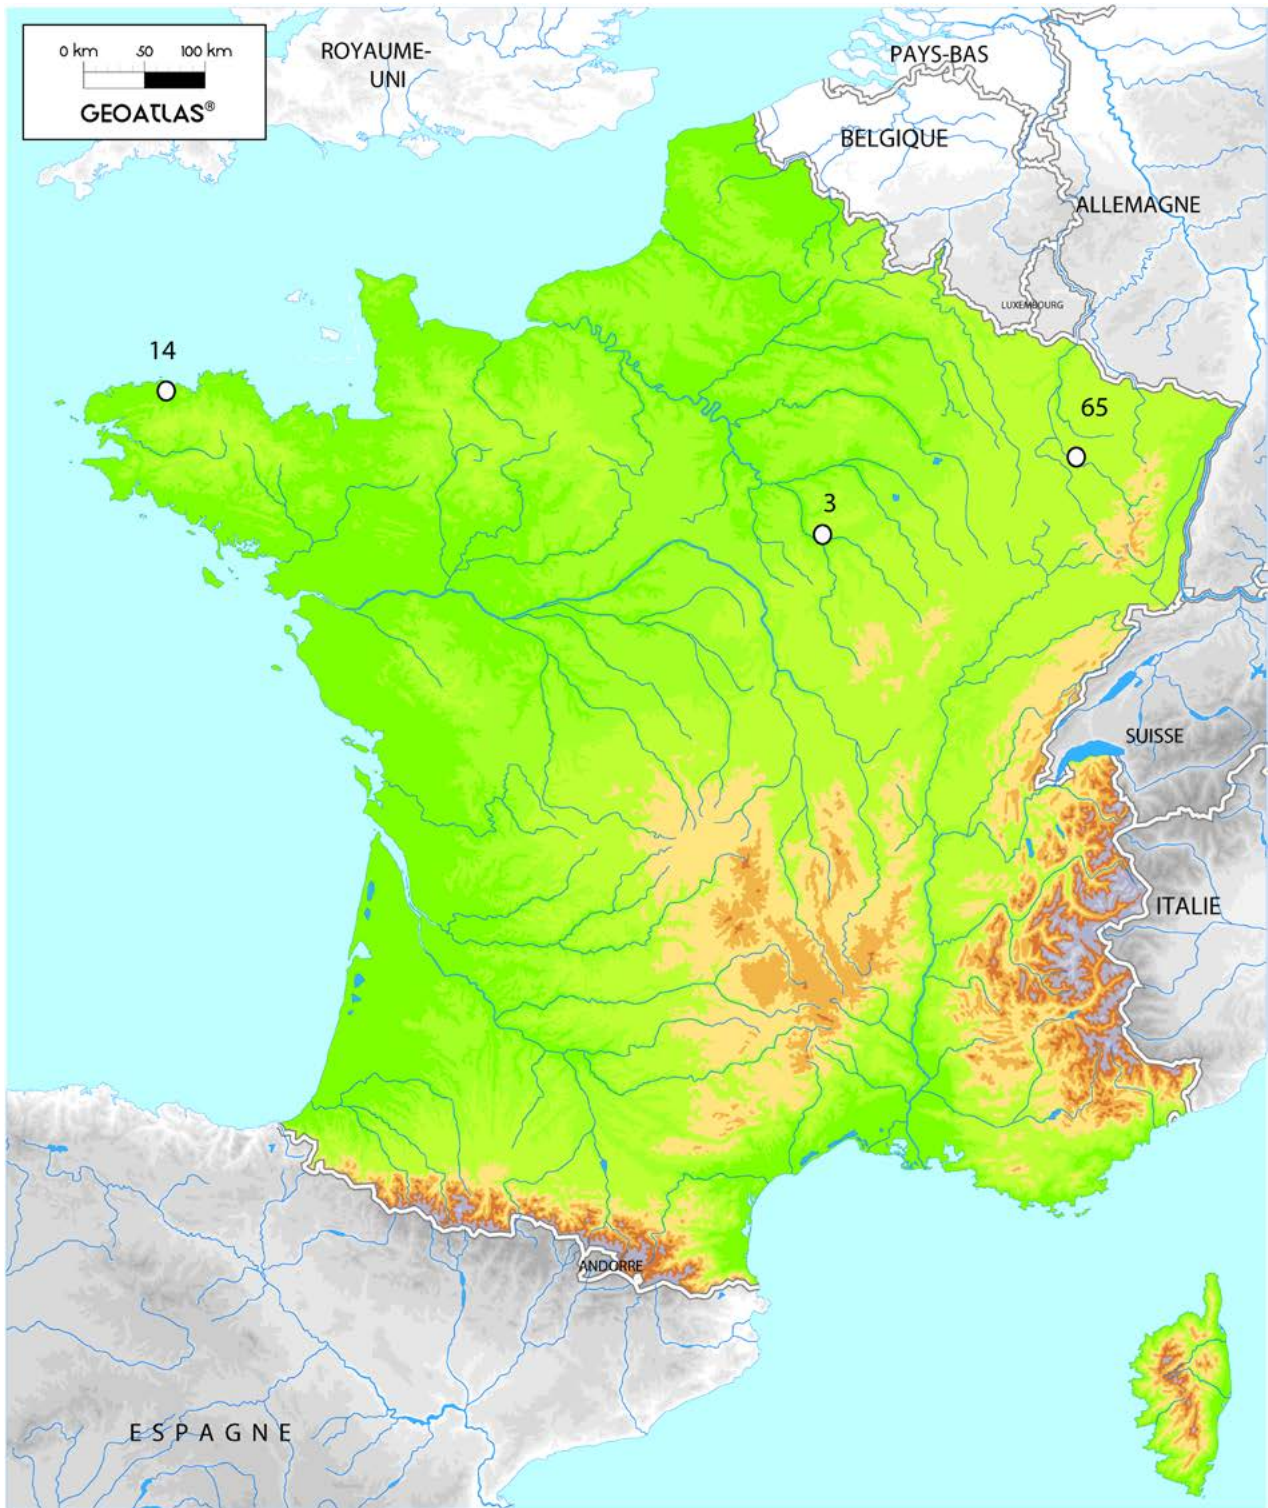 0 km 50 100 km
GEOATLAS®
ROYAUME-
UNI
PAYS-BAS
BELGIQUE
ALLEMAGNE
LUXEMBOURG
14
65
3
SUISSE
ITALIE
ANDORRE
ESPAGNE